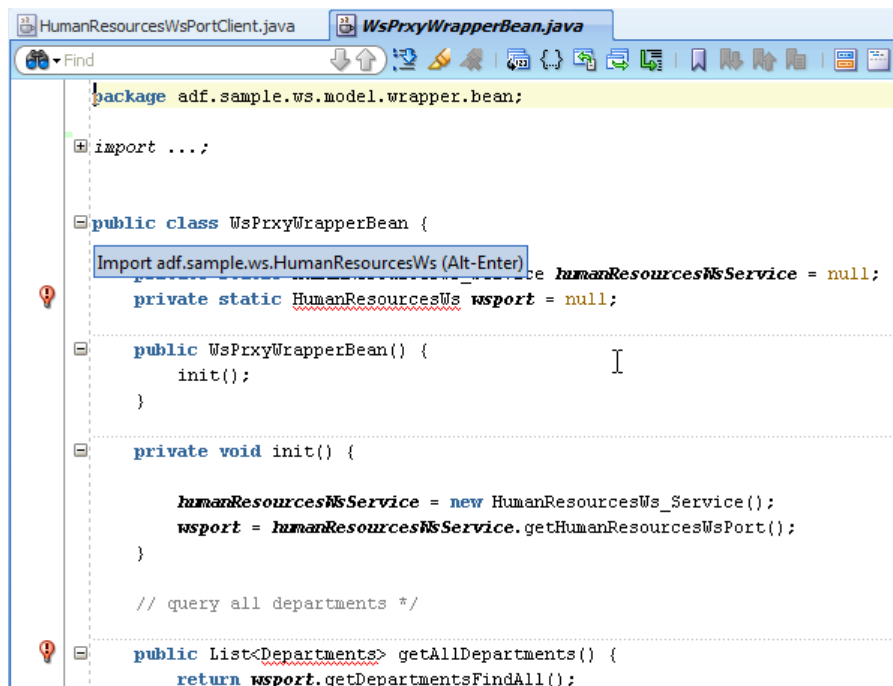 HumanResourcesWsPortClient.java WsPrxyWrapperBean.java
Find
package adf.sample.ws.model.wrapper.bean;
import ...;
public class WsPrxyWrapperBean {
Import adf.sample.ws.HumanResourcesWs (Alt-Enter)
humanResourcesWsService = null;
private static HumanResourcesWs wsport = null;
public WsPrxyWrapperBean() {
init();
}
private void init() {
humanResourcesWsService = new HumanResourcesWs_Service();
wsport = humanResourcesWsService.getHumanResourcesWsPort();
}
// query all departments */
public List<Departments> getAllDepartments() {
return wsport.getDepartmentsFindAll();